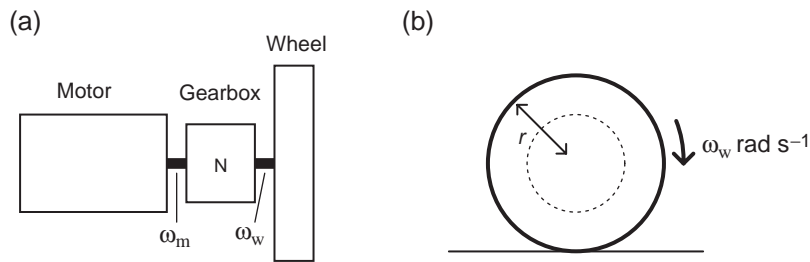 (a)
Wheel
Motor
Gearbox
N
ωm
ωw
(b)
r
ωw rad s⁻¹